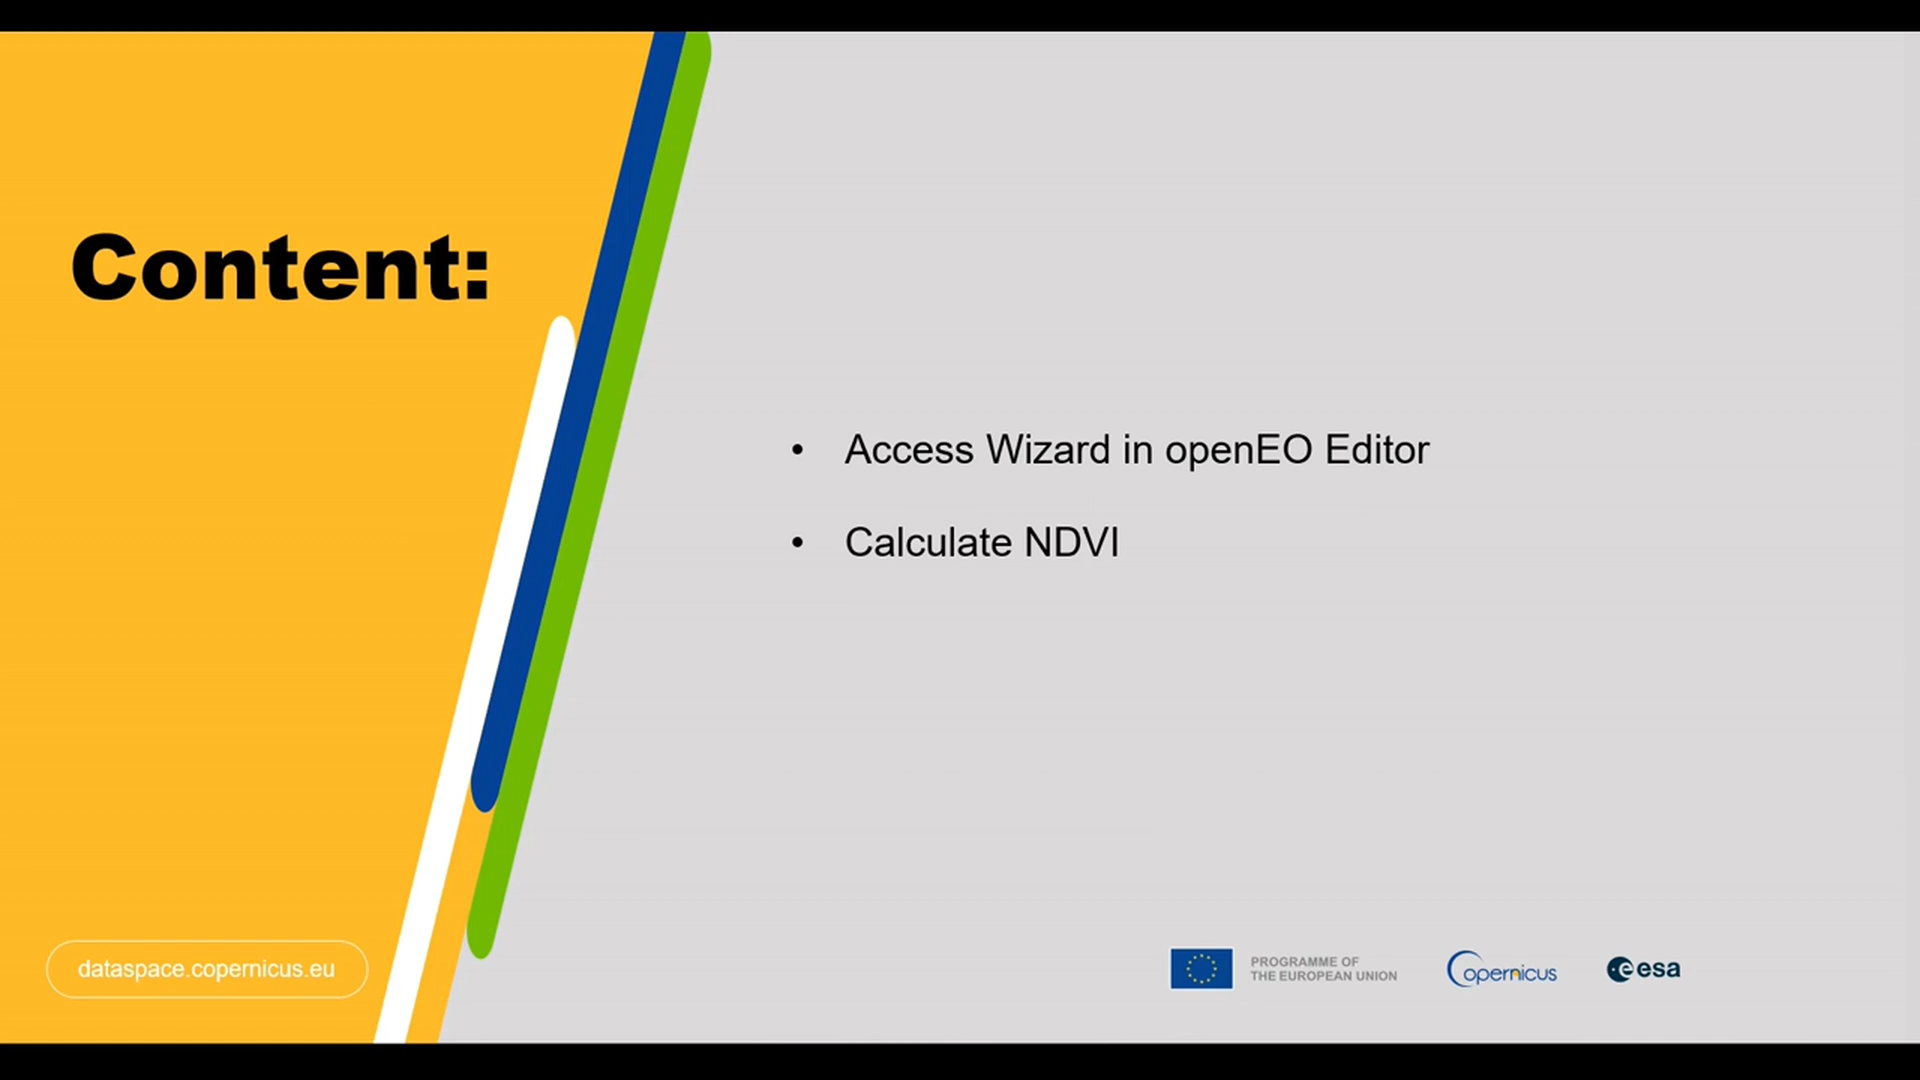 Content:
• Access Wizard in openEO Editor
• Calculate NDVI
dataspace.copernicus.eu
PROGRAMME OF
THE EUROPEAN UNION
opernicus
esa